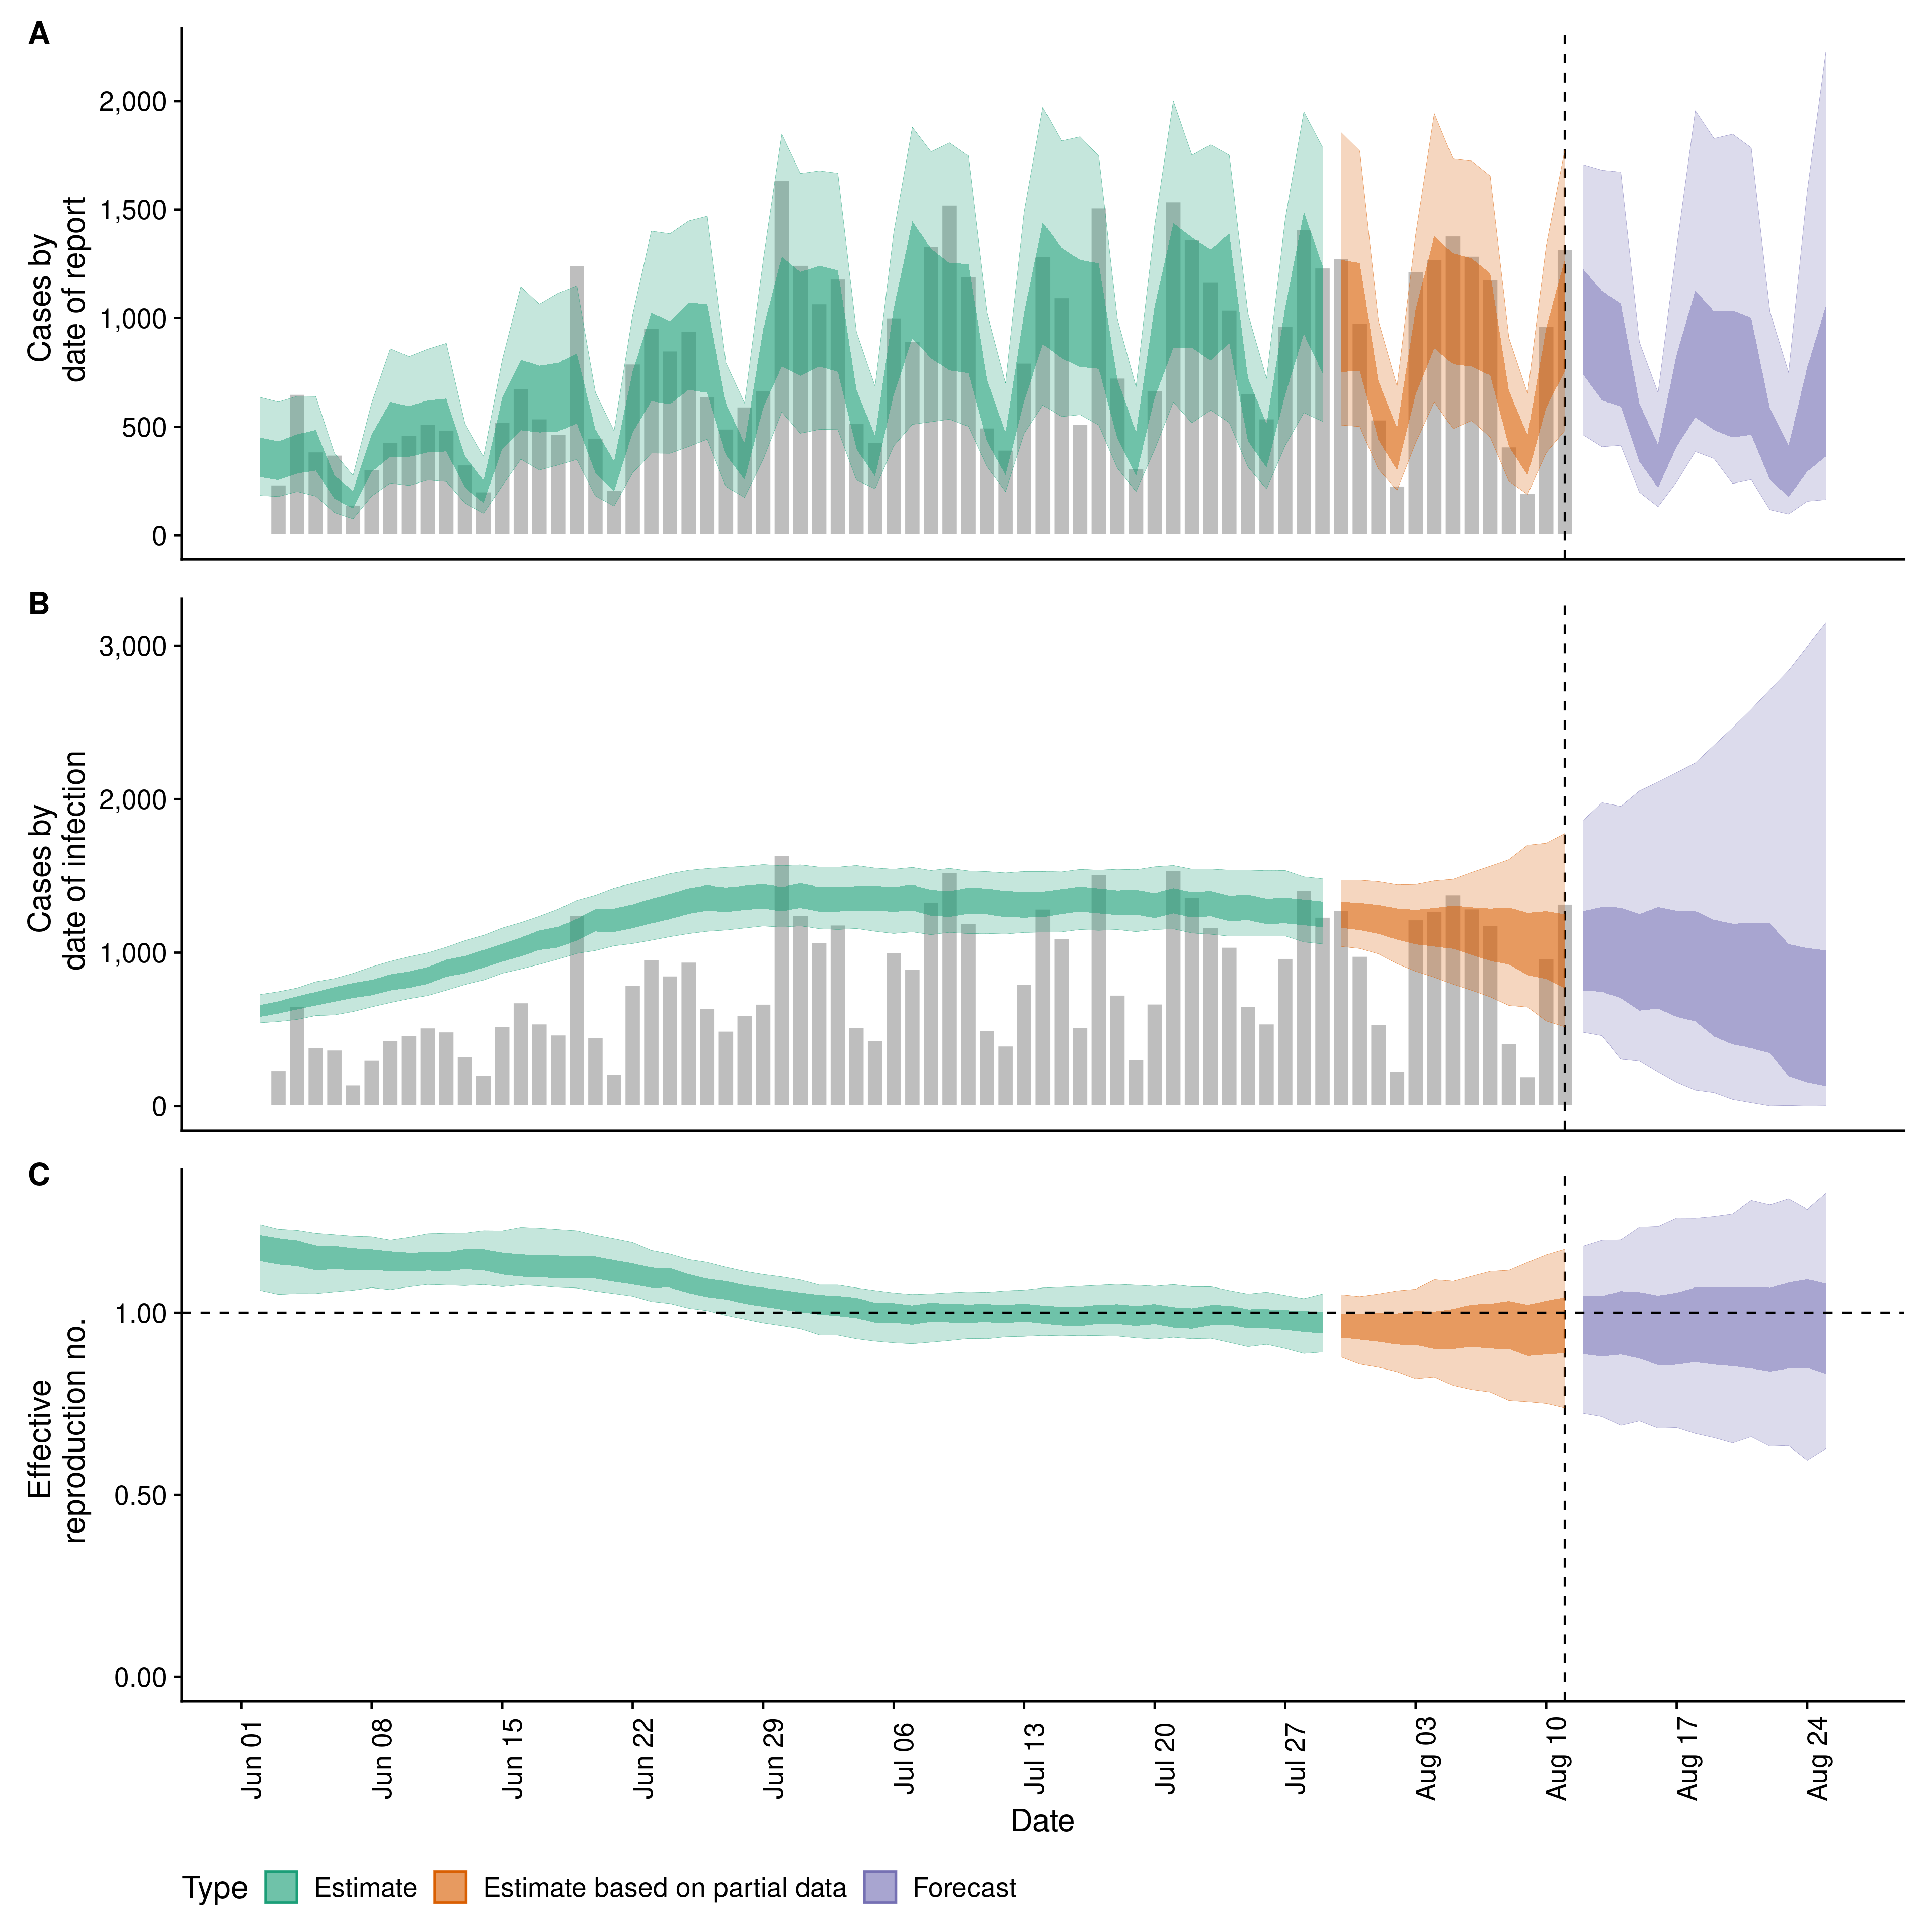 A
Cases by
date of report
2,000
1,500
1,000
500
0
B
Cases by
date of infection
3,000
2,000
1,000
0
C
Effective
reproduction no.
1.00
0.50
0.00
Jun 01
Jun 08
Jun 15
Jun 22
Jun 29
Jul 06
Jul 13
Jul 20
Jul 27
Aug 03
Aug 10
Aug 17
Aug 24
Date
Type Estimate Estimate based on partial data Forecast